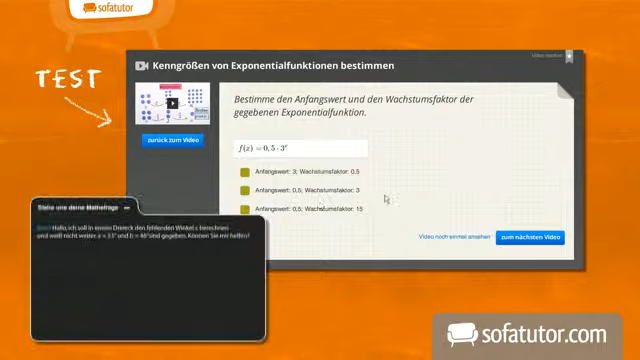 sofatutor
TEST
Kenngrößen von Exponentialfunktionen bestimmen
Video merken
zurück zum Video
Bestimme den Anfangswert und den Wachstumsfaktor der
gegebenen Exponentialfunktion.
f(x) = 0,5 · 3ˣ
Anfangswert: 3; Wachstumsfaktor: 0.5
Anfangswert: 0,5; Wachstumsfaktor: 3
Anfangswert: 0,5; Wachstumsfaktor: 15
Video noch einmal ansehen
zum nächsten Video
Stelle uns deine Mathefrage
Hallo, ich soll in einem Dreieck den fehlenden Winkel c berechnen
und weiß nicht weiter. a = 33° und b = 48° sind gegeben. Können Sie mir helfen?
sofatutor.com